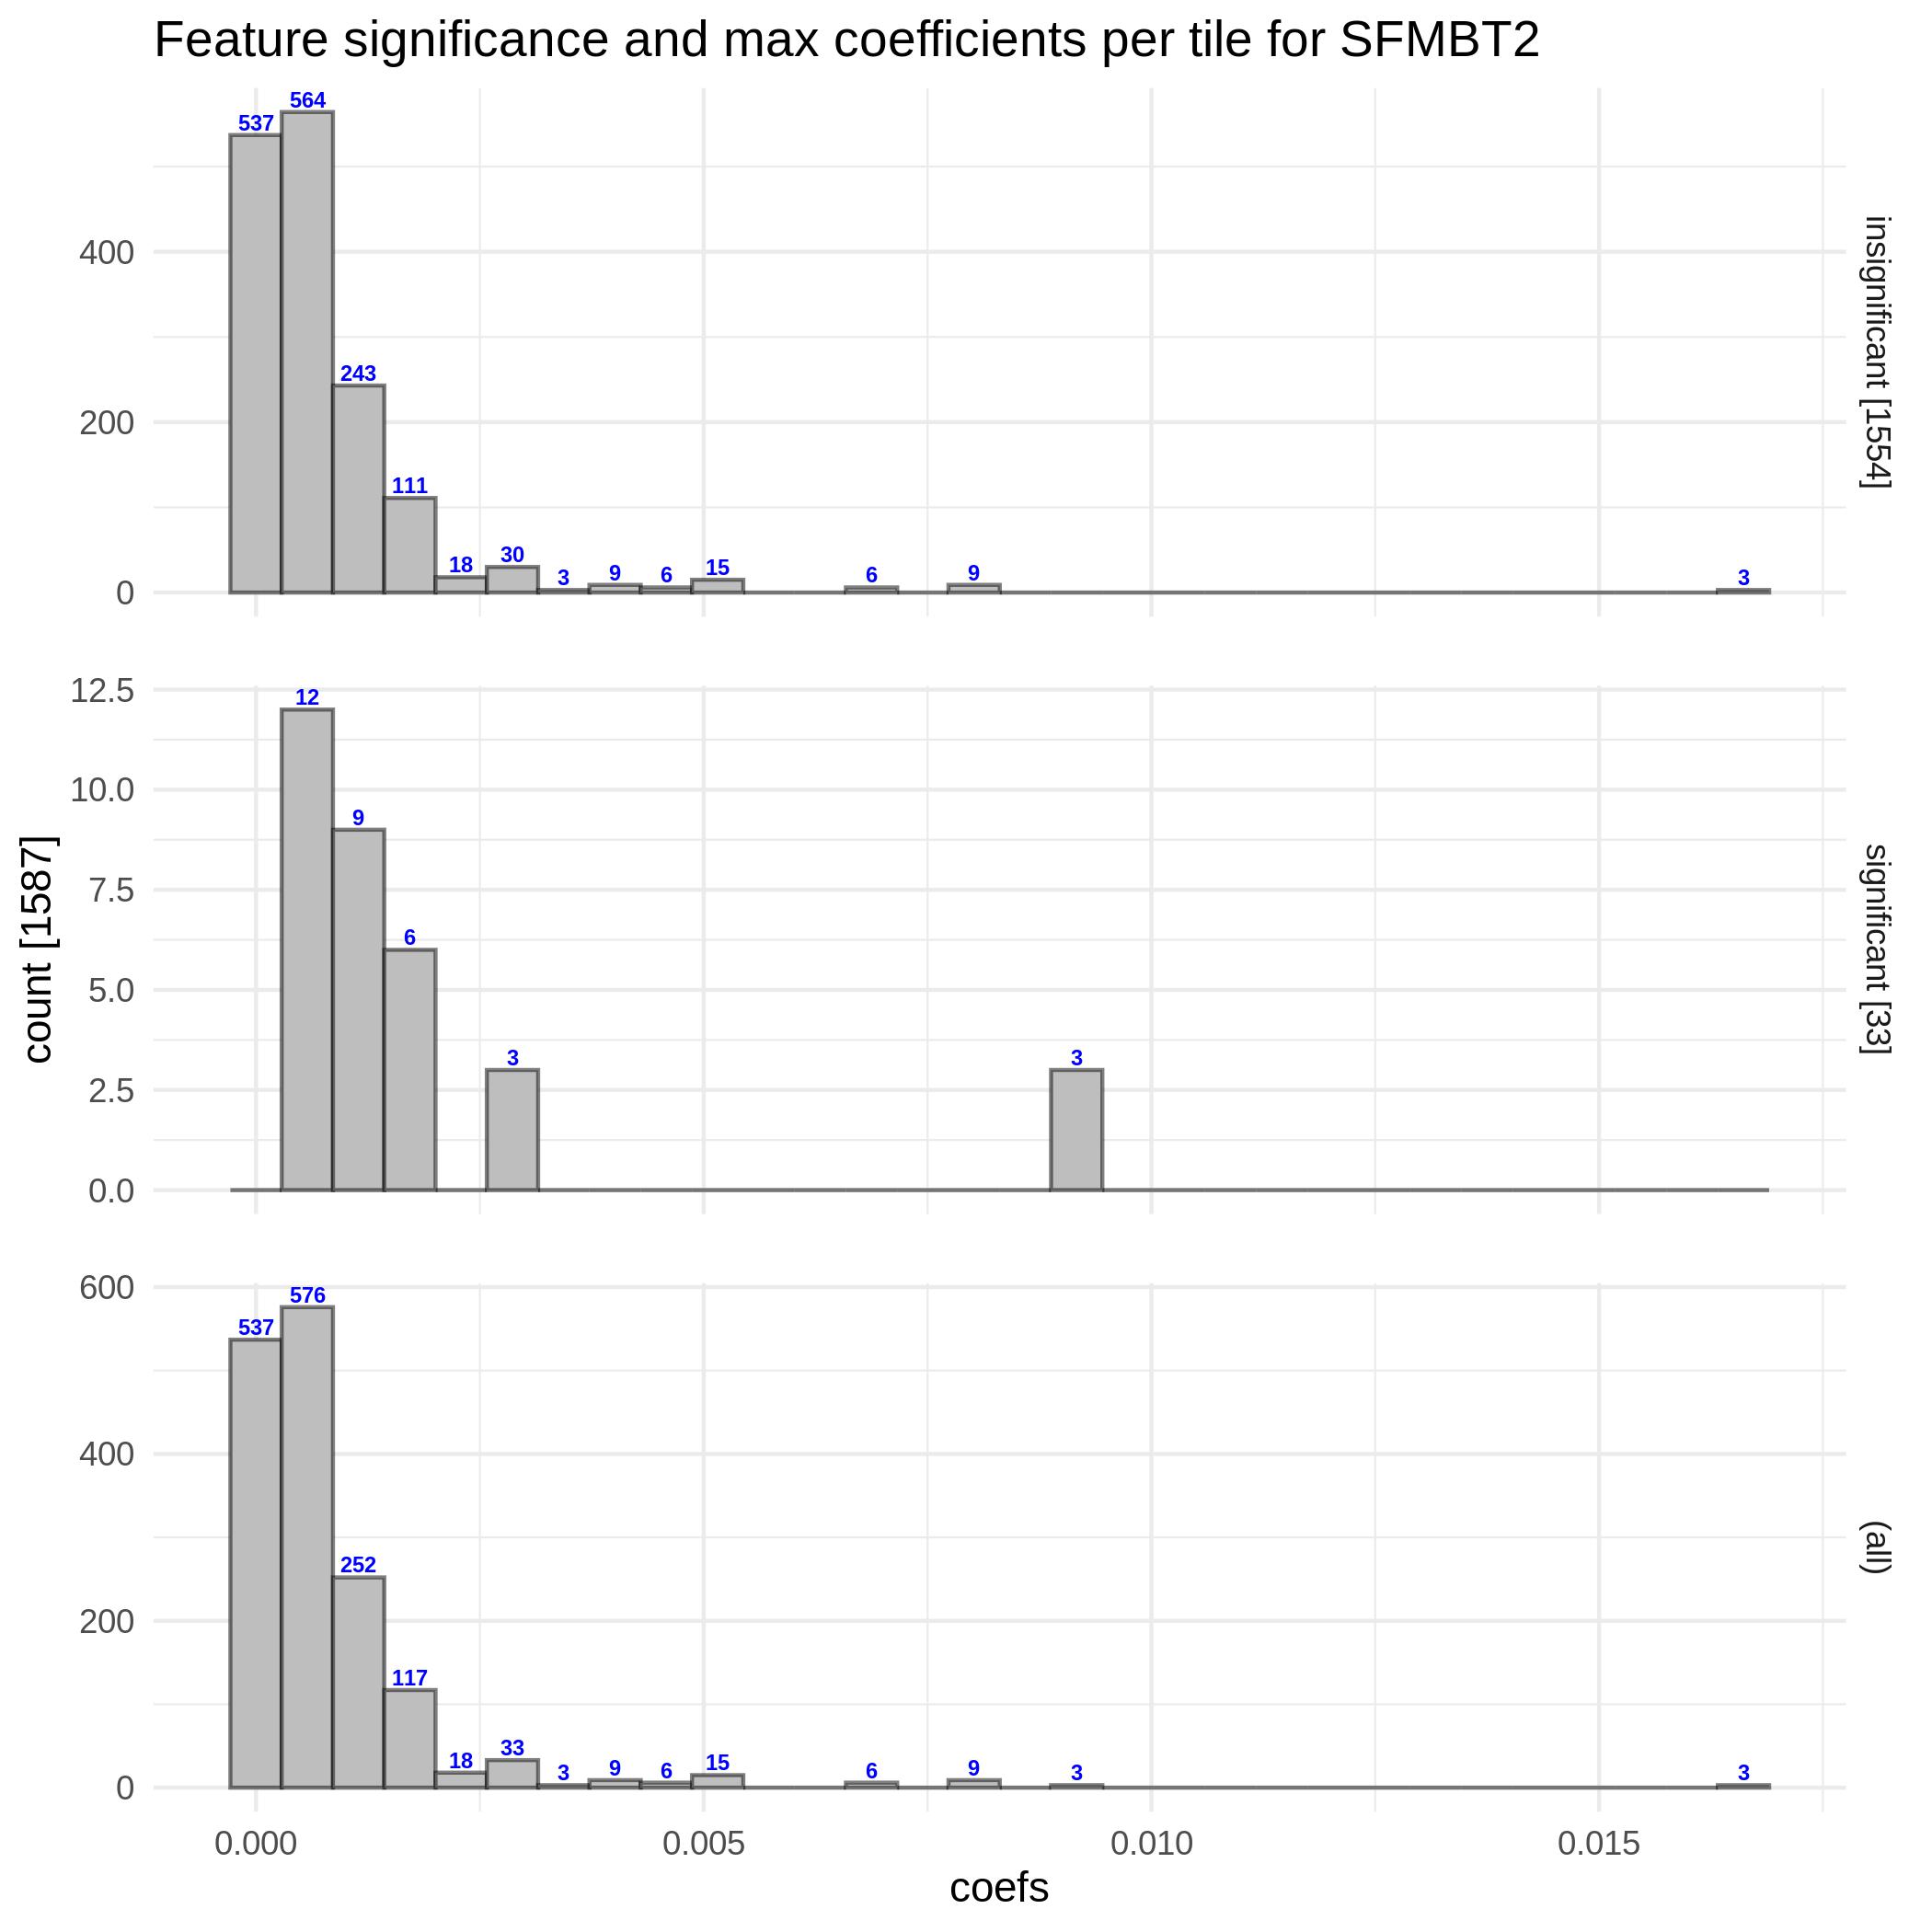 Feature significance and max coefficients per tile for SFMBT2
537 564 243 111 18 30 3 9 6 15 6 9 3
400
200
0
insignificant [1554]
12.5
10.0
7.5
5.0
2.5
0.0
12 9 6 3 3
significant [33]
count [1587]
600
400
200
0
537 576 252 117 18 33 3 9 6 15 6 9 3 3
(all)
0.000 0.005 0.010 0.015
coefs